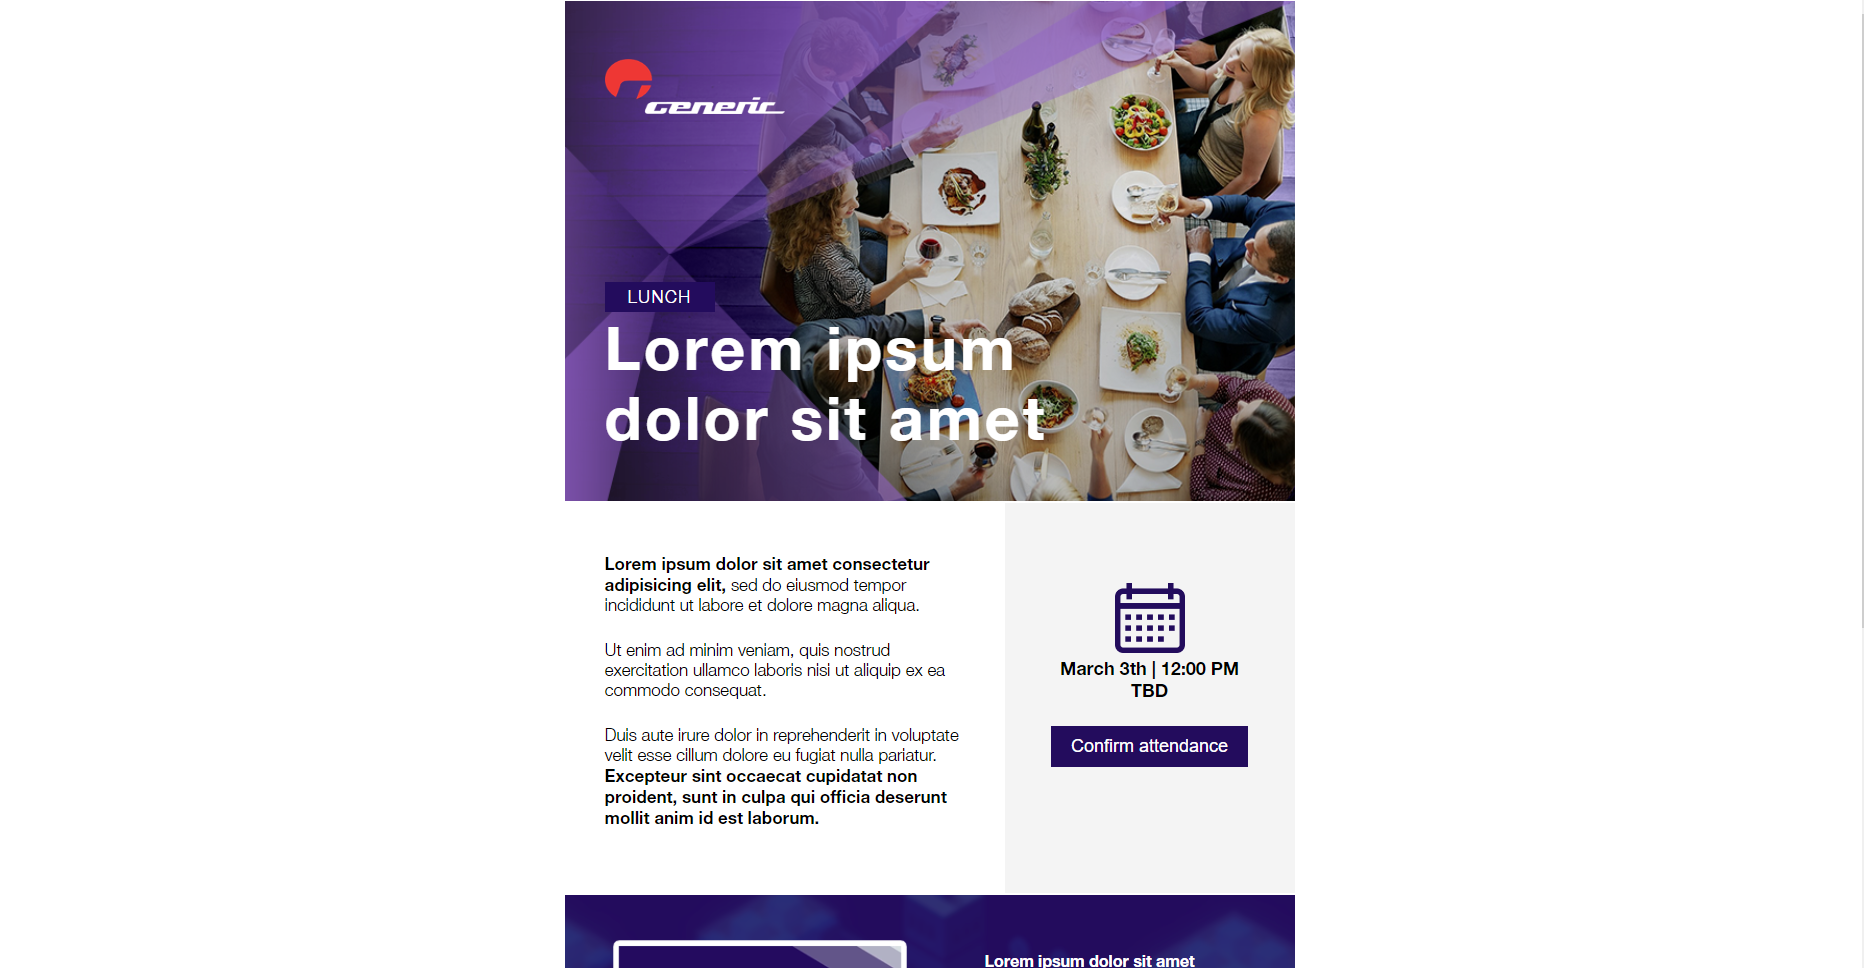 Generic
LUNCH
Lorem ipsum
dolor sit amet
Lorem ipsum dolor sit amet consectetur
adipisicing elit, sed do eiusmod tempor
incididunt ut labore et dolore magna aliqua.
Ut enim ad minim veniam, quis nostrud
exercitation ullamco laboris nisi ut aliquip ex ea
commodo consequat.
Duis aute irure dolor in reprehenderit in voluptate
velit esse cillum dolore eu fugiat nulla pariatur.
Excepteur sint occaecat cupidatat non
proident, sunt in culpa qui officia deserunt
mollit anim id est laborum.
March 3th | 12:00 PM
TBD
Confirm attendance
Lorem ipsum dolor sit amet